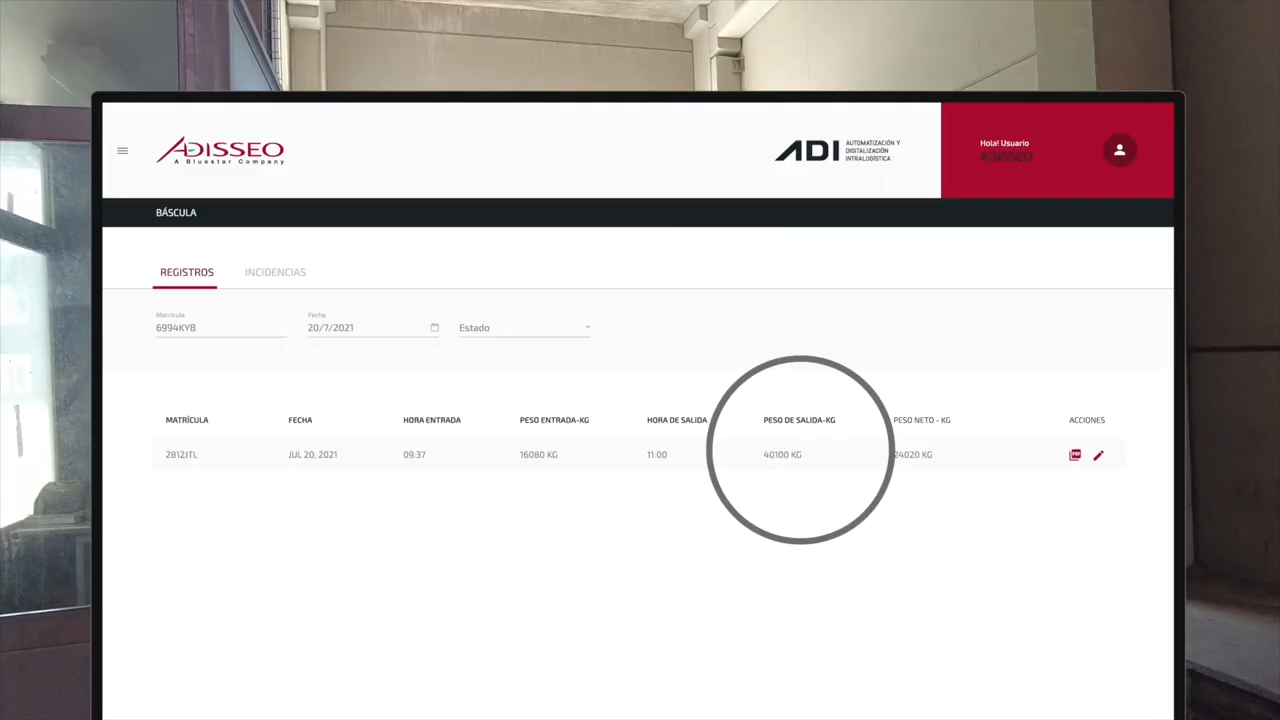 ADISSEO
A Bluestar Company
ADI AUTOMATIZACIÓN Y
DIGITALIZACIÓN
INTRALOGÍSTICA
Hola! Usuario
ADISSEO
BÁSCULA
REGISTROS INCIDENCIAS
Matrícula Fecha
6994KYB 20/7/2021 Estado
MATRÍCULA FECHA HORA ENTRADA PESO ENTRADA-KG HORA DE SALIDA PESO DE SALIDA-KG PESO NETO - KG ACCIONES
2812JTL JUL 20, 2021 09:37 16080 KG 11:00 40100 KG 24020 KG PDF